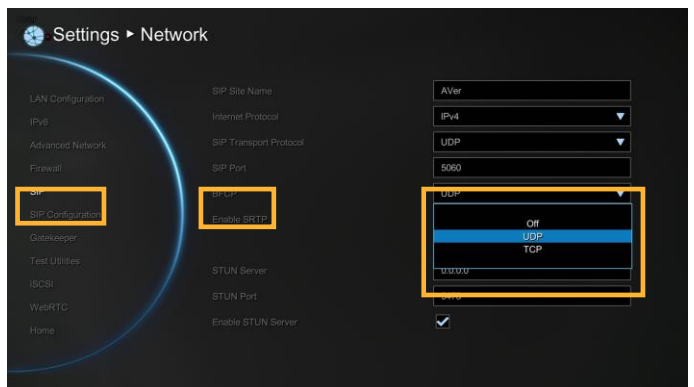 Settings ▸ Network
LAN Configuration
IPv6
Advanced Network
Firewall
SIP
SIP Configuration
Gatekeeper
Test Utilities
iSCSI
WebRTC
Home
SIP Site Name AVer
Internet Protocol IPv4
SIP Transport Protocol UDP
SIP Port 5060
BFCP UDP
Off
UDP
TCP
Enable SRTP
STUN Server 0.0.0.0
STUN Port 3478
Enable STUN Server